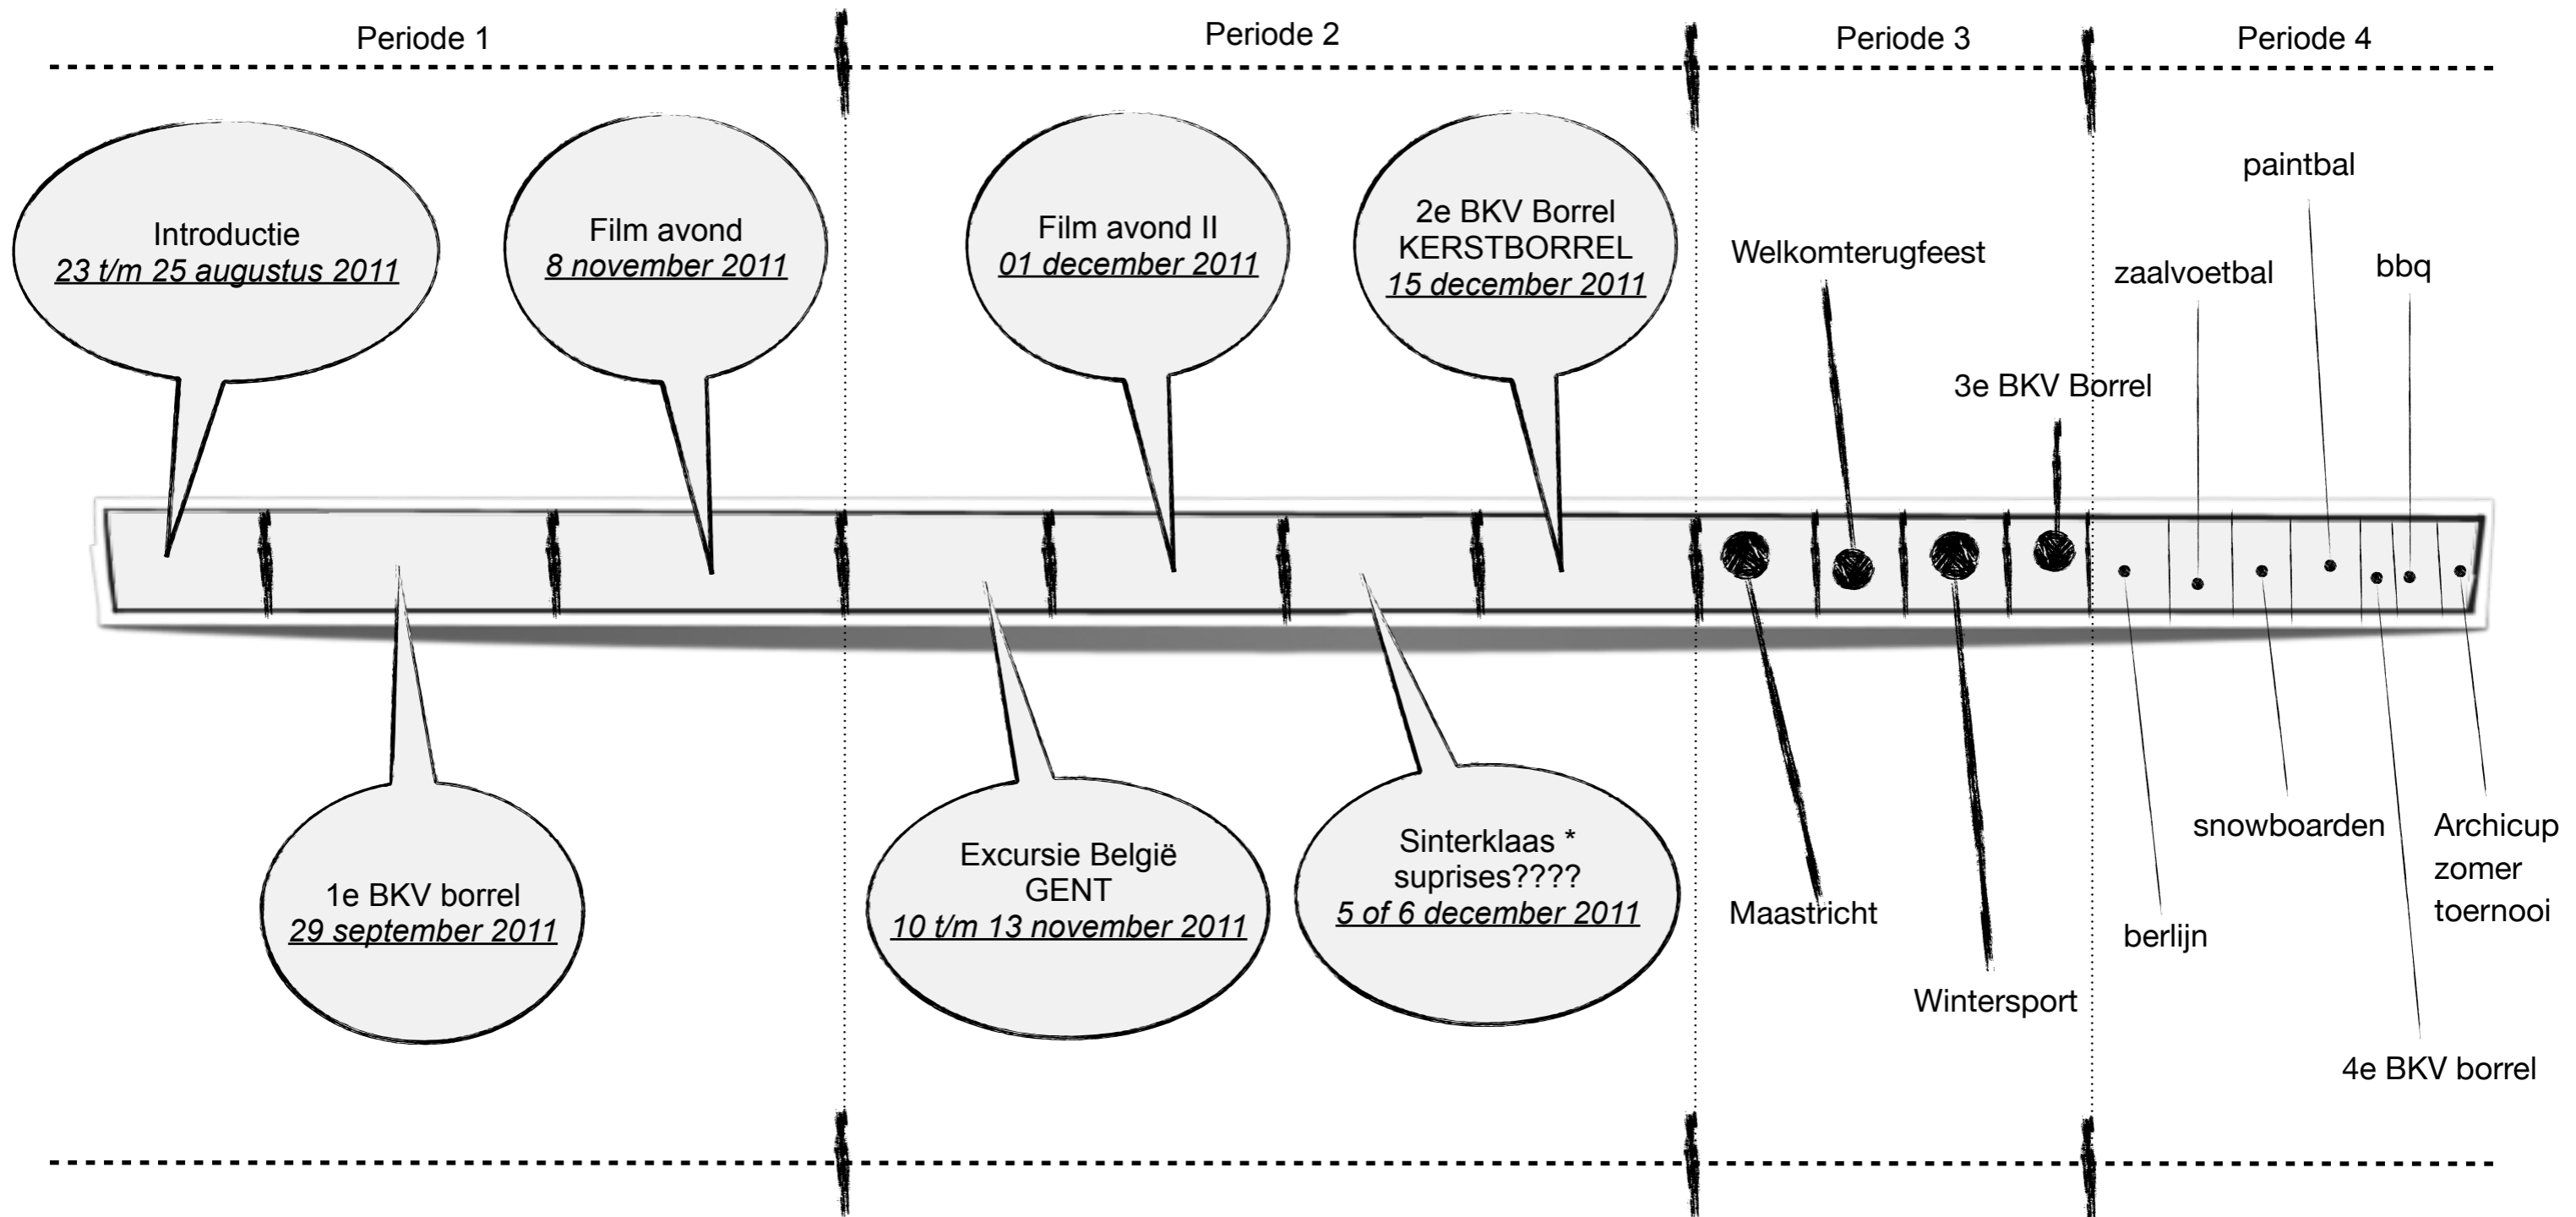 Periode 1
Periode 2
Periode 3
Periode 4
Introductie
23 t/m 25 augustus 2011
Film avond
8 november 2011
Film avond II
01 december 2011
2e BKV Borrel
KERSTBORREL
15 december 2011
Welkomterugfeest
3e BKV Borrel
zaalvoetbal
paintbal
bbq
1e BKV borrel
29 september 2011
Excursie België
GENT
10 t/m 13 november 2011
Sinterklaas *
suprises????
5 of 6 december 2011
Maastricht
Wintersport
berlijn
snowboarden
4e BKV borrel
Archicup
zomer
toernooi